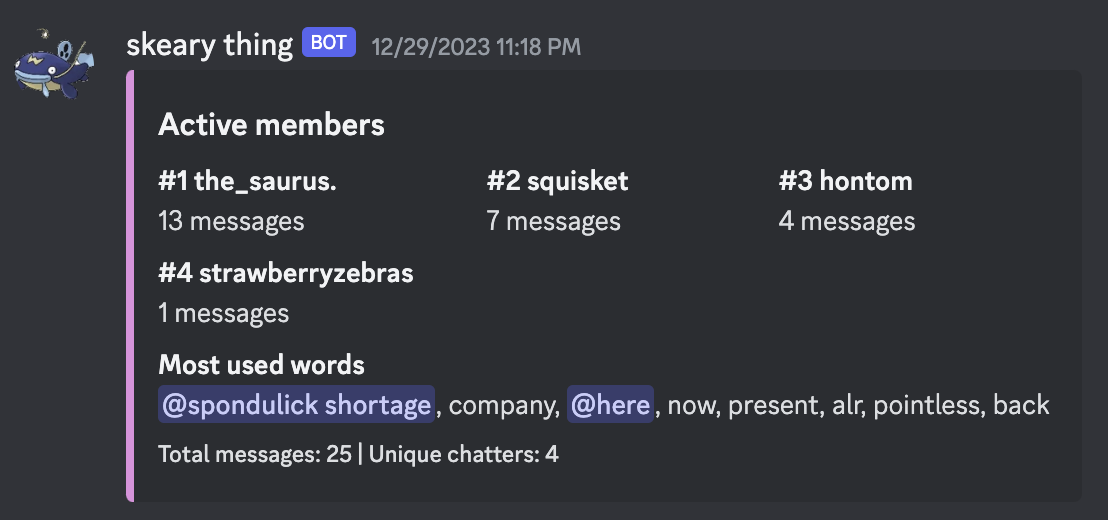 skeary thing BOT 12/29/2023 11:18 PM
Active members
#1 the_saurus. #2 squisket #3 hontom
13 messages 7 messages 4 messages
#4 strawberryzebras
1 messages
Most used words
@spondulick shortage, company, @here, now, present, alr, pointless, back
Total messages: 25 | Unique chatters: 4